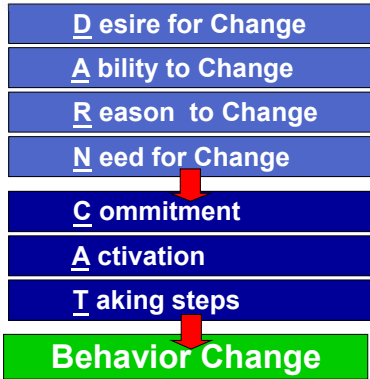 D esire for Change
A bility to Change
R eason to Change
N eed for Change
C ommitment
A ctivation
T aking steps
Behavior Change